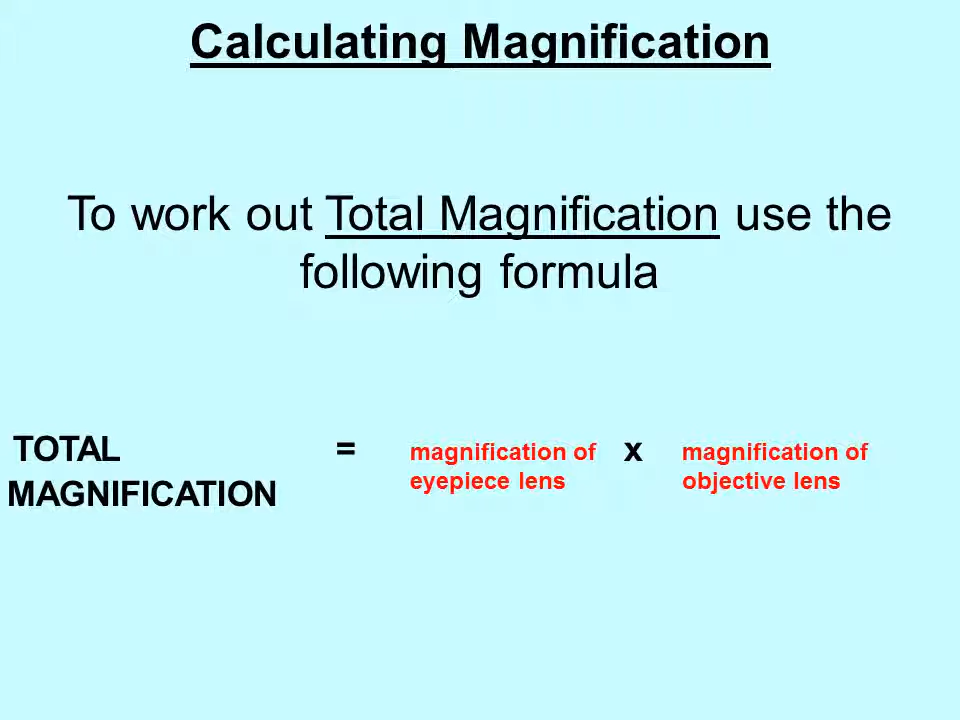 Calculating Magnification
To work out Total Magnification use the
following formula
TOTAL = magnification of x magnification of
eyepiece lens objective lens
MAGNIFICATION